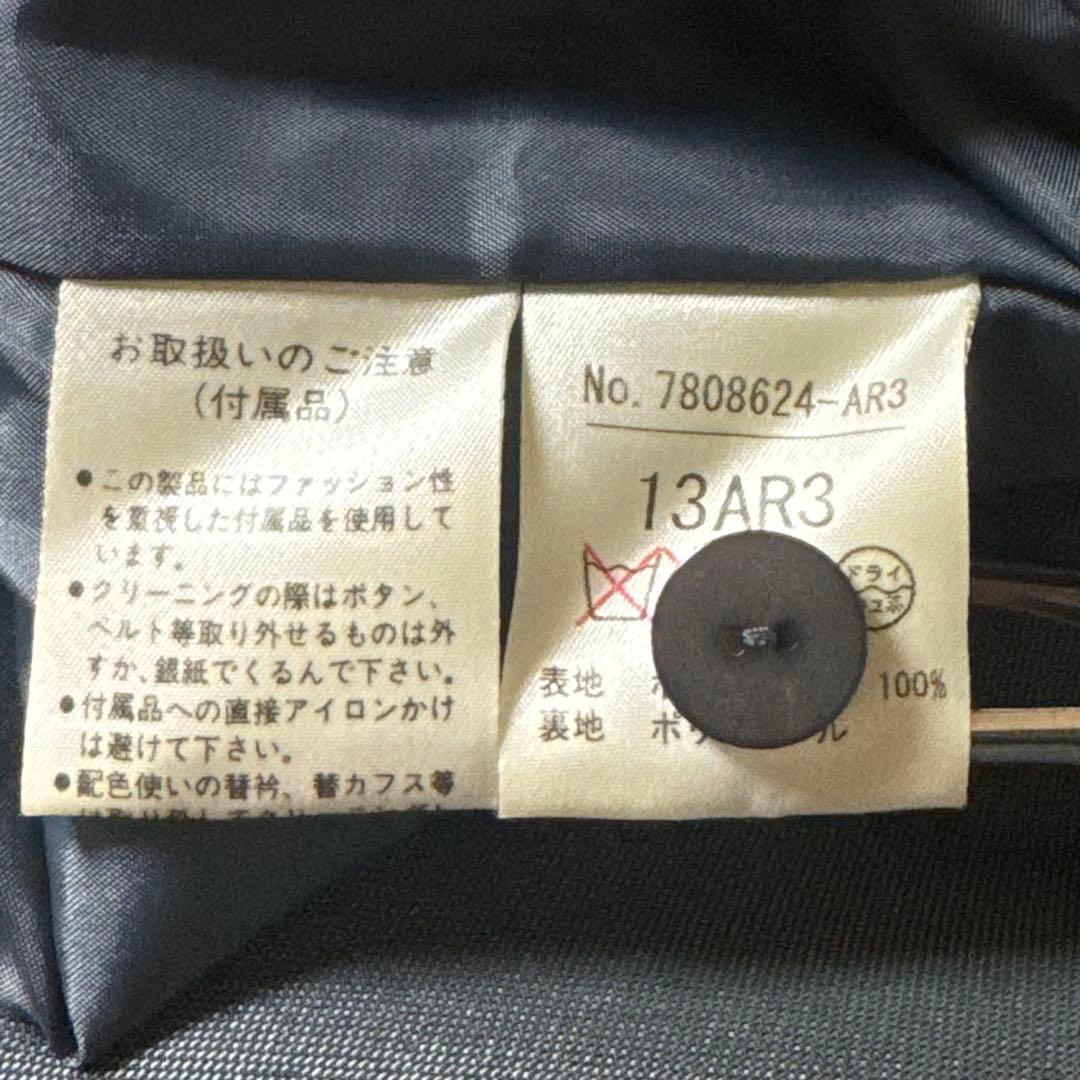 お取扱いのご注意
(付属品)
●この製品にはファッション性
を重視した付属品を使用して
います。
●クリーニングの際はボタン、
ベルト等取り外せるものは外
すか、銀紙でくるんで下さい。
●付属品への直接アイロンかけ
は避けて下さい。
●配色使いの替衿、替カフス等
No. 7808624-AR3
13AR3
ドライ
表地 100%
裏地